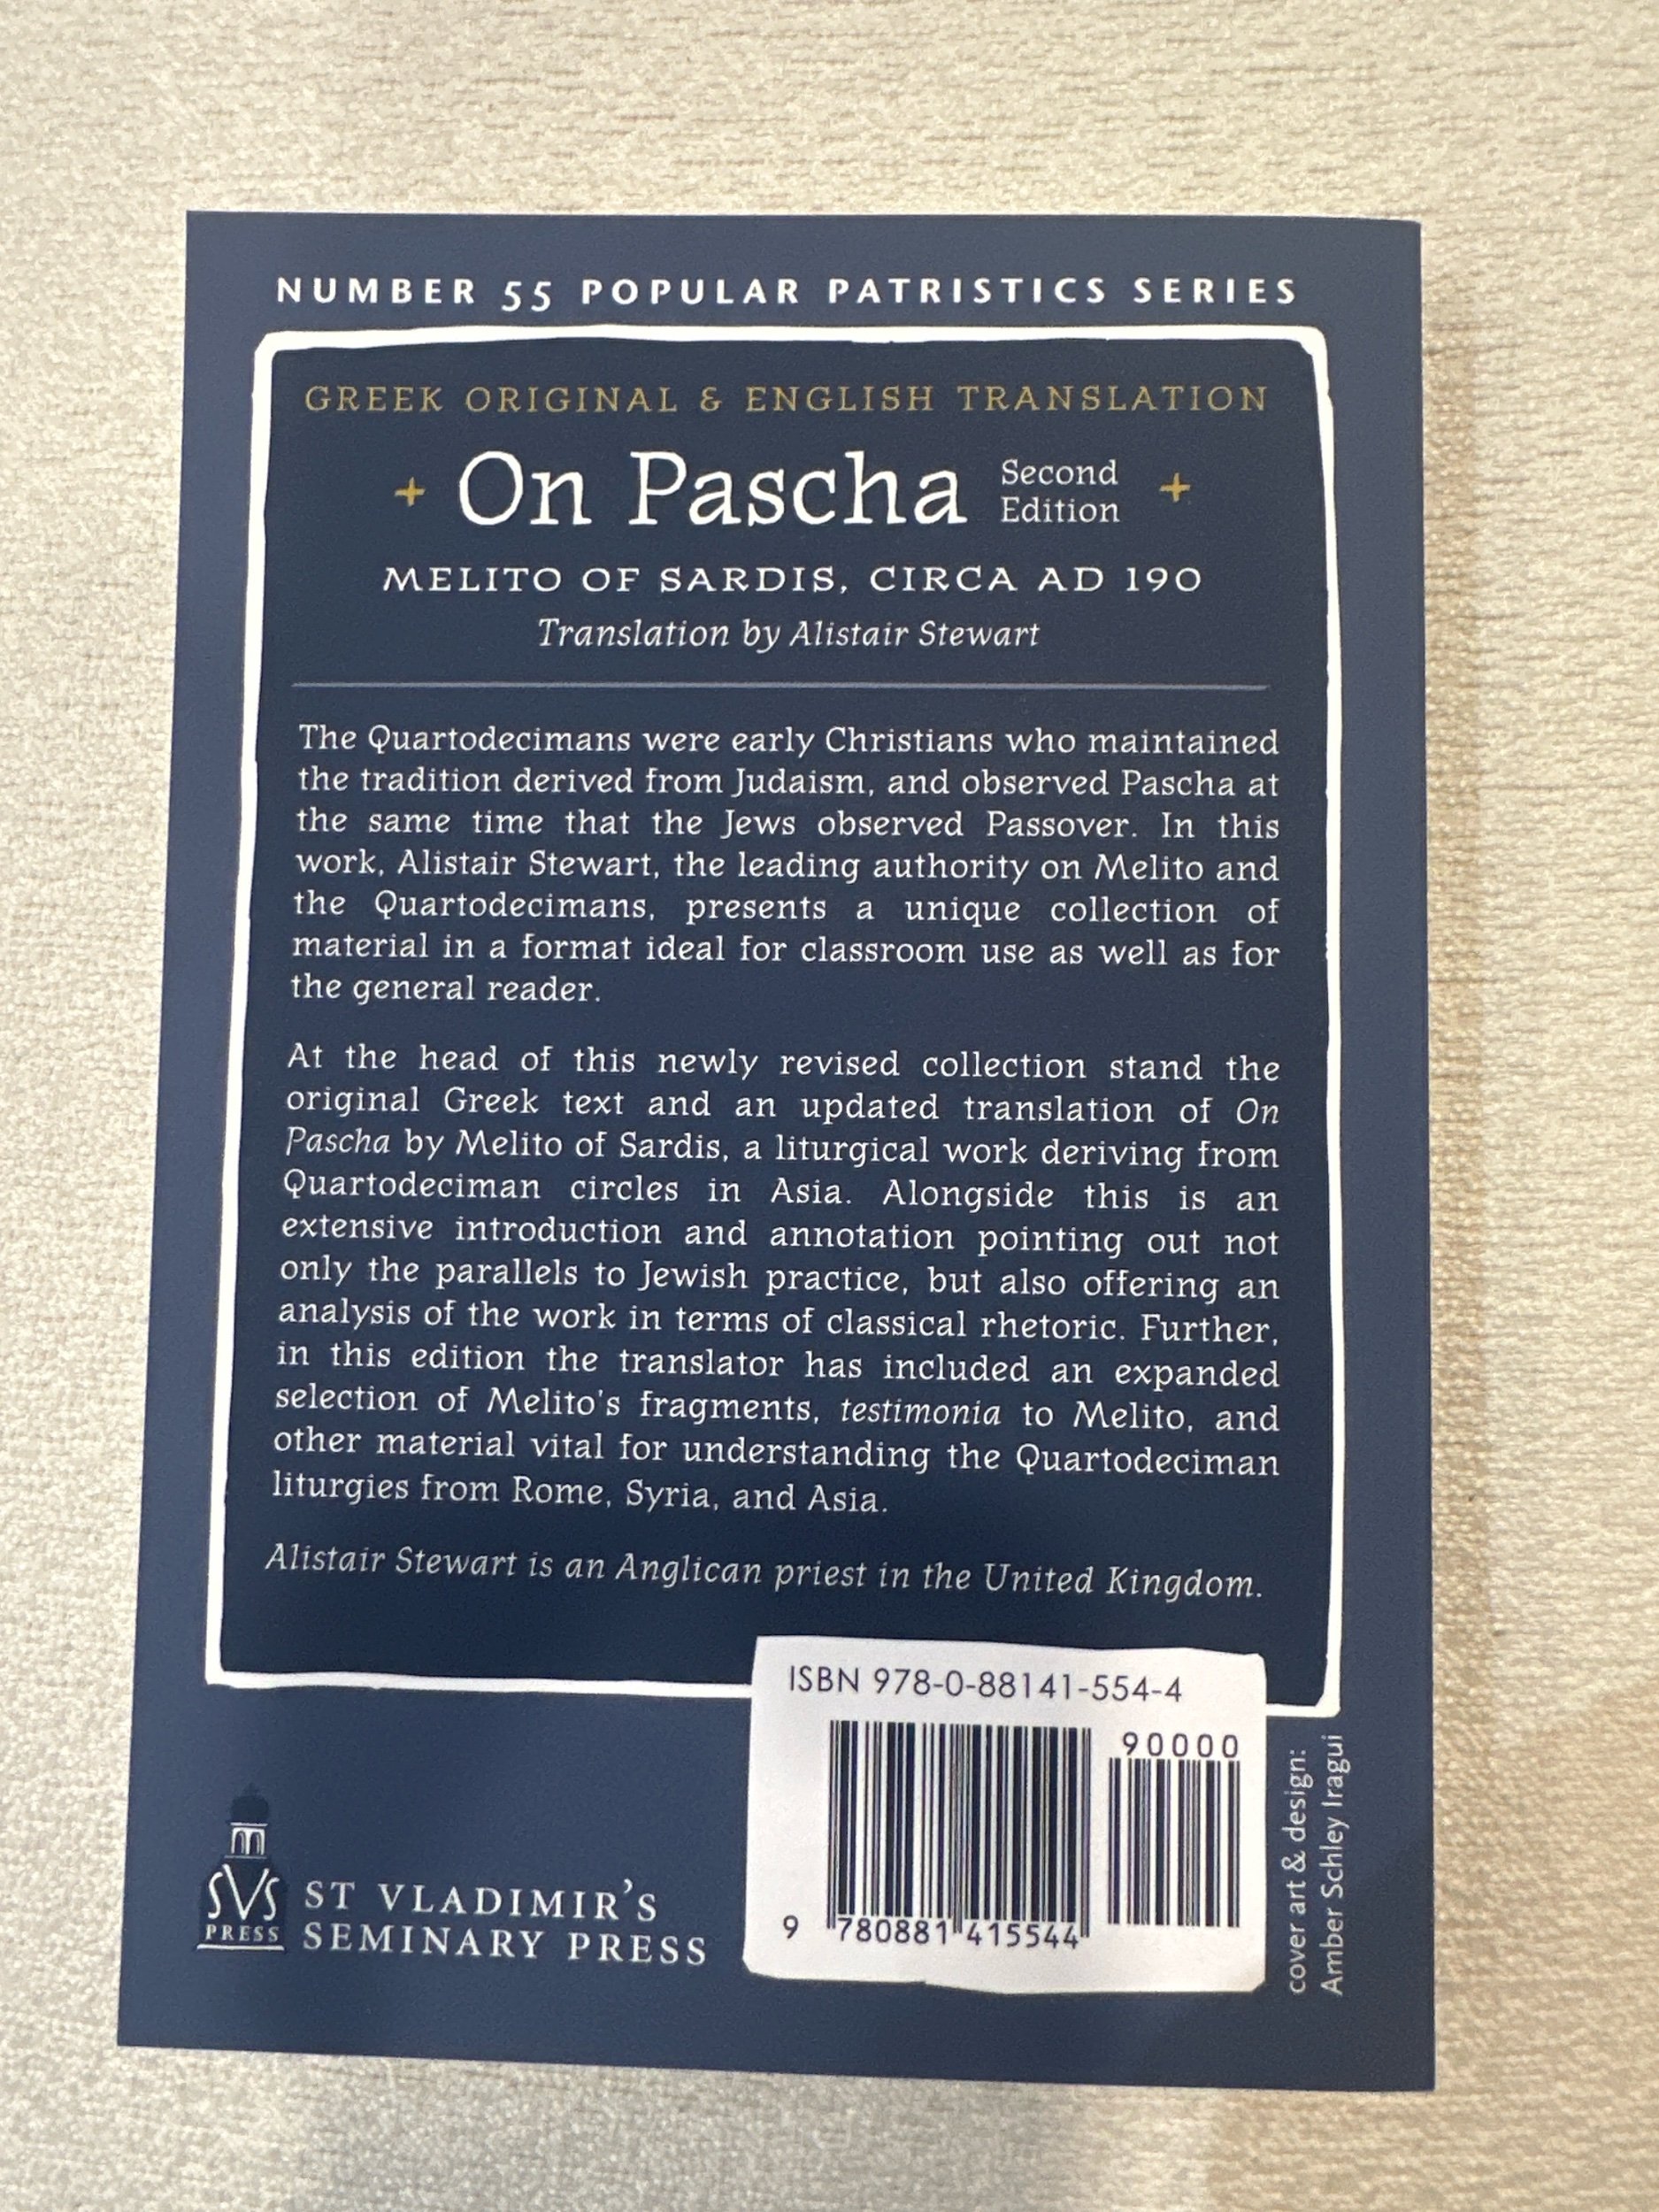 NUMBER 55 POPULAR PATRISTICS SERIES
GREEK ORIGINAL & ENGLISH TRANSLATION
+ On Pascha Second Edition +
MELITO OF SARDIS, CIRCA AD 190
Translation by Alistair Stewart
The Quartodecimans were early Christians who maintained
the tradition derived from Judaism, and observed Pascha at
the same time that the Jews observed Passover. In this
work, Alistair Stewart, the leading authority on Melito and
the Quartodecimans, presents a unique collection of
material in a format ideal for classroom use as well as for
the general reader.
At the head of this newly revised collection stand the
original Greek text and an updated translation of On
Pascha by Melito of Sardis, a liturgical work deriving from
Quartodeciman circles in Asia. Alongside this is an
extensive introduction and annotation pointing out not
only the parallels to Jewish practice, but also offering an
analysis of the work in terms of classical rhetoric. Further,
in this edition the translator has included an expanded
selection of Melito's fragments, testimonia to Melito, and
other material vital for understanding the Quartodeciman
liturgies from Rome, Syria, and Asia.
Alistair Stewart is an Anglican priest in the United Kingdom.
ISBN 978-0-88141-554-4
90000
9 780881 415544
SVS
PRESS
ST VLADIMIR'S
SEMINARY PRESS
cover art & design:
Amber Schley Iragui